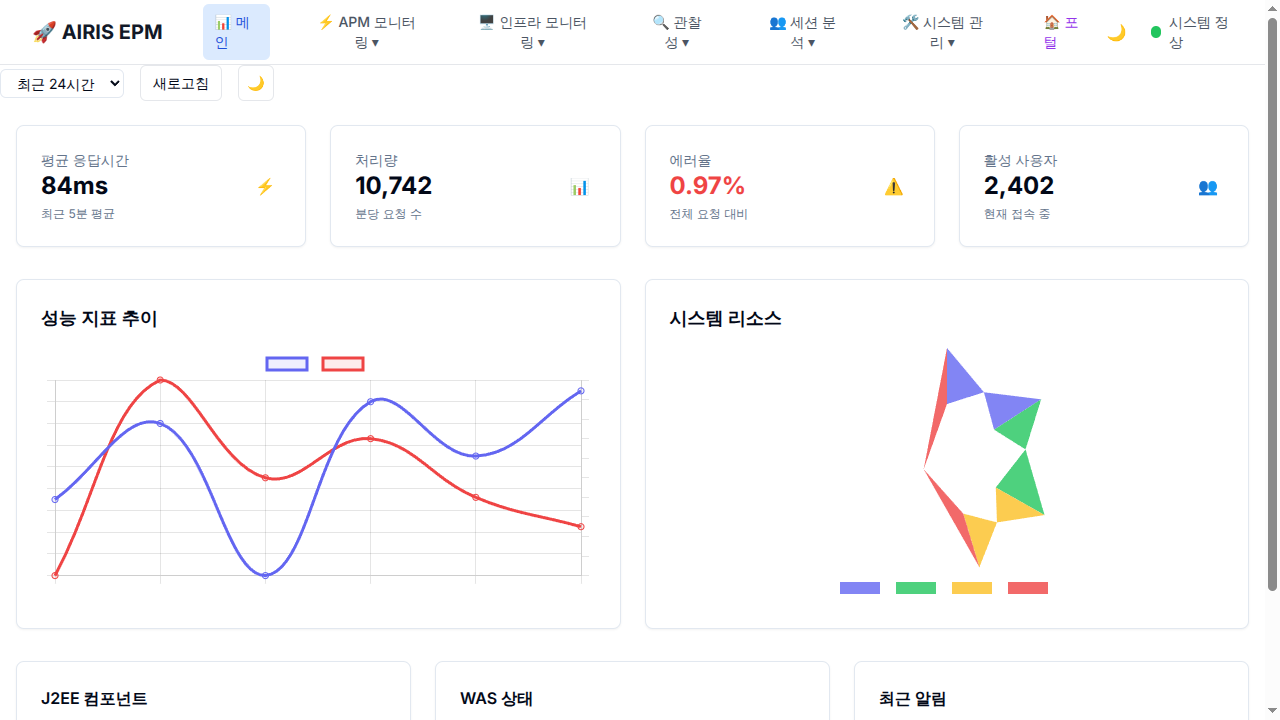 🚀 AIRIS EPM
📊 메
인
⚡ APM 모니터
링 ▾
🖥️ 인프라 모니터
링 ▾
🔍 관찰
성 ▾
👥 세션 분
석 ▾
🛠️ 시스템 관
리 ▾
🏠 포
털
🌙
시스템 정
상
최근 24시간
새로고침
🌙
평균 응답시간
84ms
⚡
최근 5분 평균
처리량
10,742
📊
분당 요청 수
에러율
0.97%
⚠️
전체 요청 대비
활성 사용자
2,402
👥
현재 접속 중
성능 지표 추이
시스템 리소스
J2EE 컴포넌트
WAS 상태
최근 알림